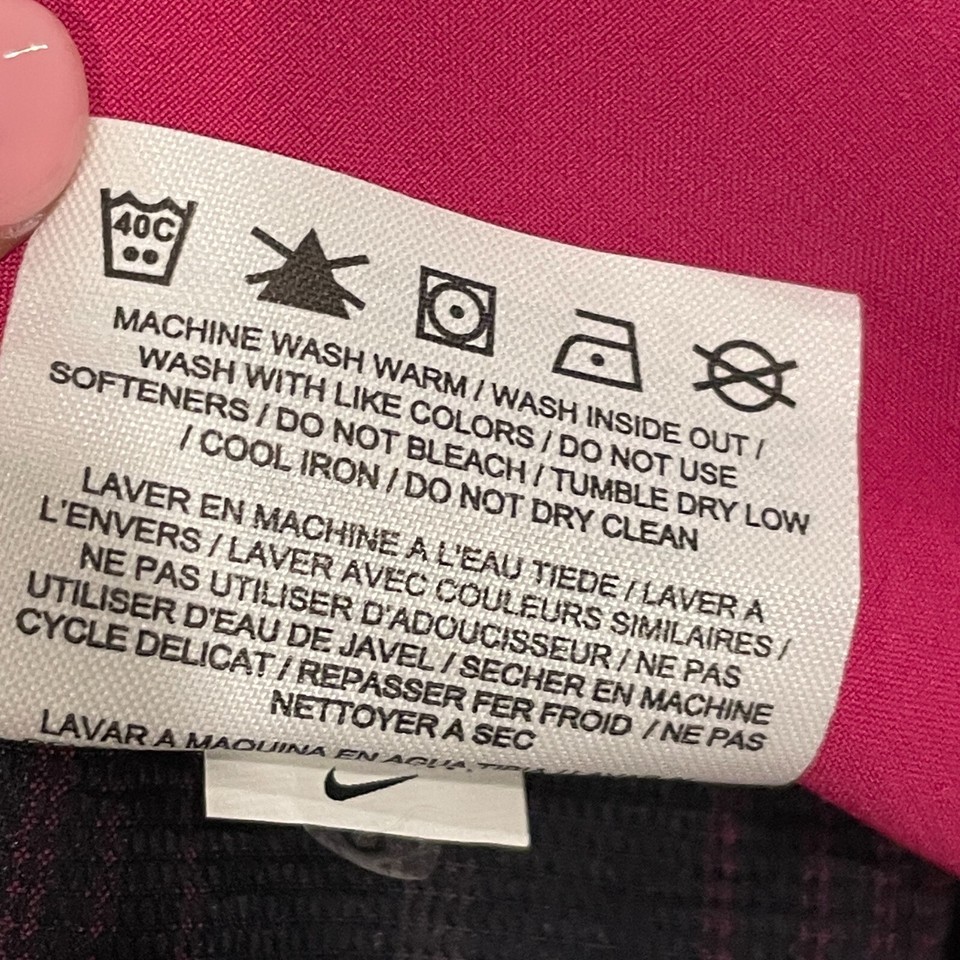 40C
MACHINE WASH WARM / WASH INSIDE OUT /
WASH WITH LIKE COLORS / DO NOT USE
SOFTENERS / DO NOT BLEACH / TUMBLE DRY LOW
/ COOL IRON / DO NOT DRY CLEAN
LAVER EN MACHINE A L'EAU TIEDE / LAVER A
L'ENVERS / LAVER AVEC COULEURS SIMILAIRES /
NE PAS UTILISER D'ADOUCISSEUR / NE PAS
UTILISER D'EAU DE JAVEL / SECHER EN MACHINE
CYCLE DELICAT / REPASSER FER FROID / NE PAS
NETTOYER A SEC
LAVAR A MAQUINA EN AGUA